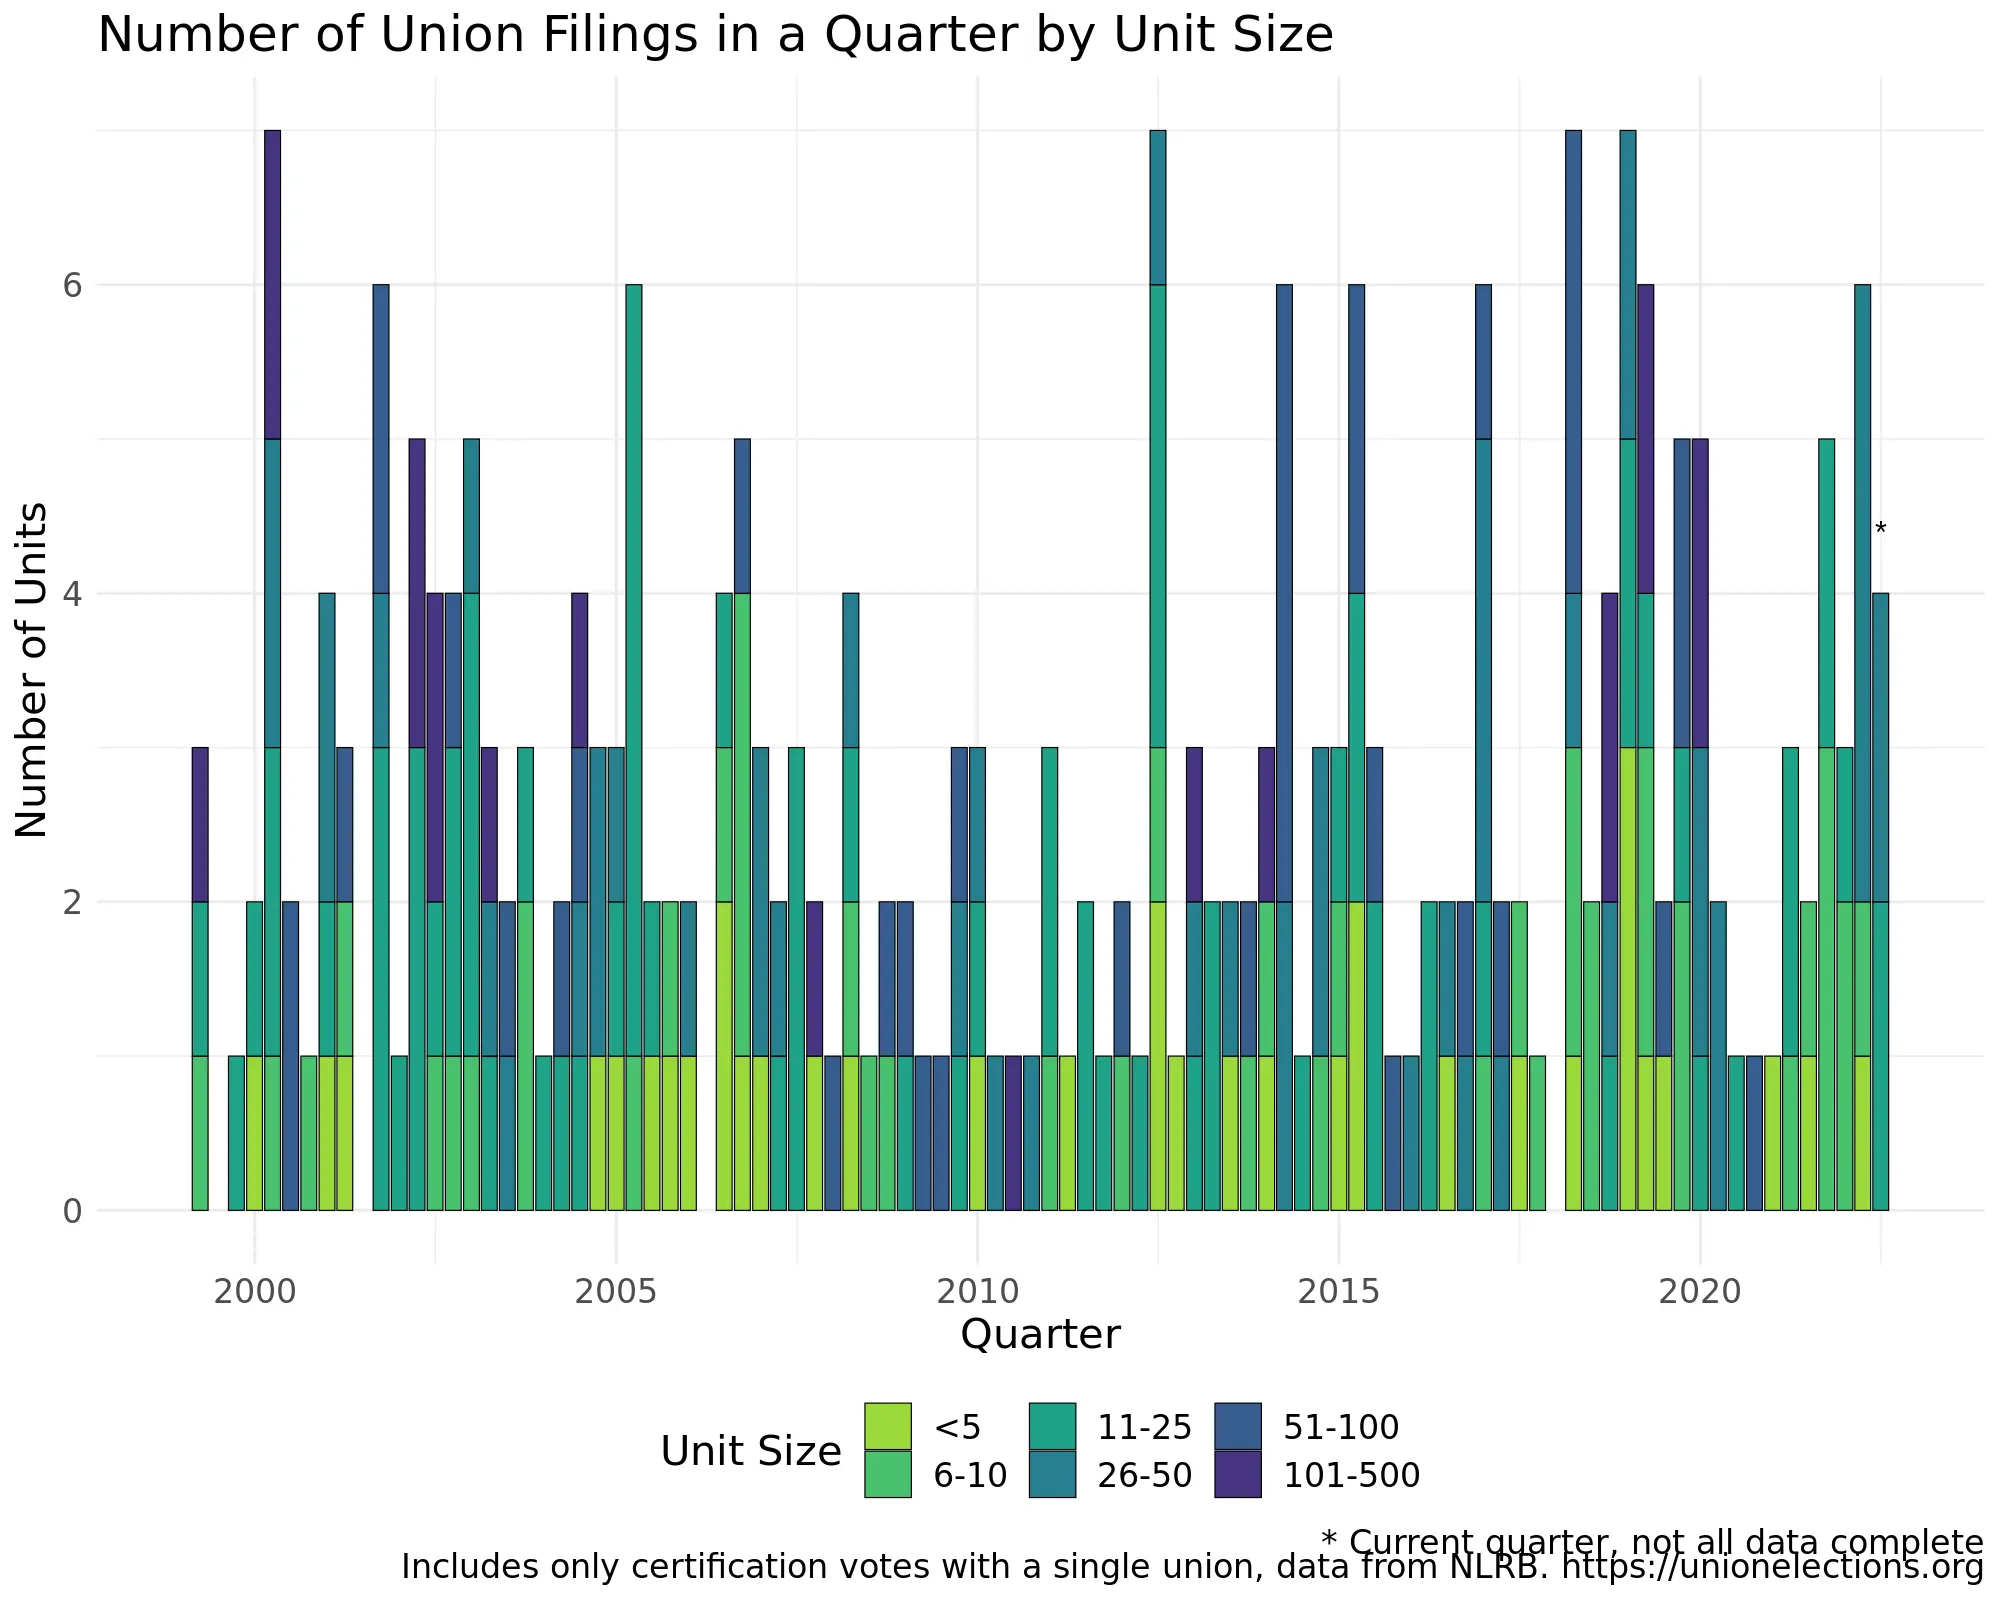 Number of Union Filings in a Quarter by Unit Size
Number of Units
6
4
2
0
*
2000 2005 2010 2015 2020
Quarter
Unit Size
<5 11-25 51-100
6-10 26-50 101-500
* Current quarter, not all data complete
Includes only certification votes with a single union, data from NLRB. https://unionelections.org